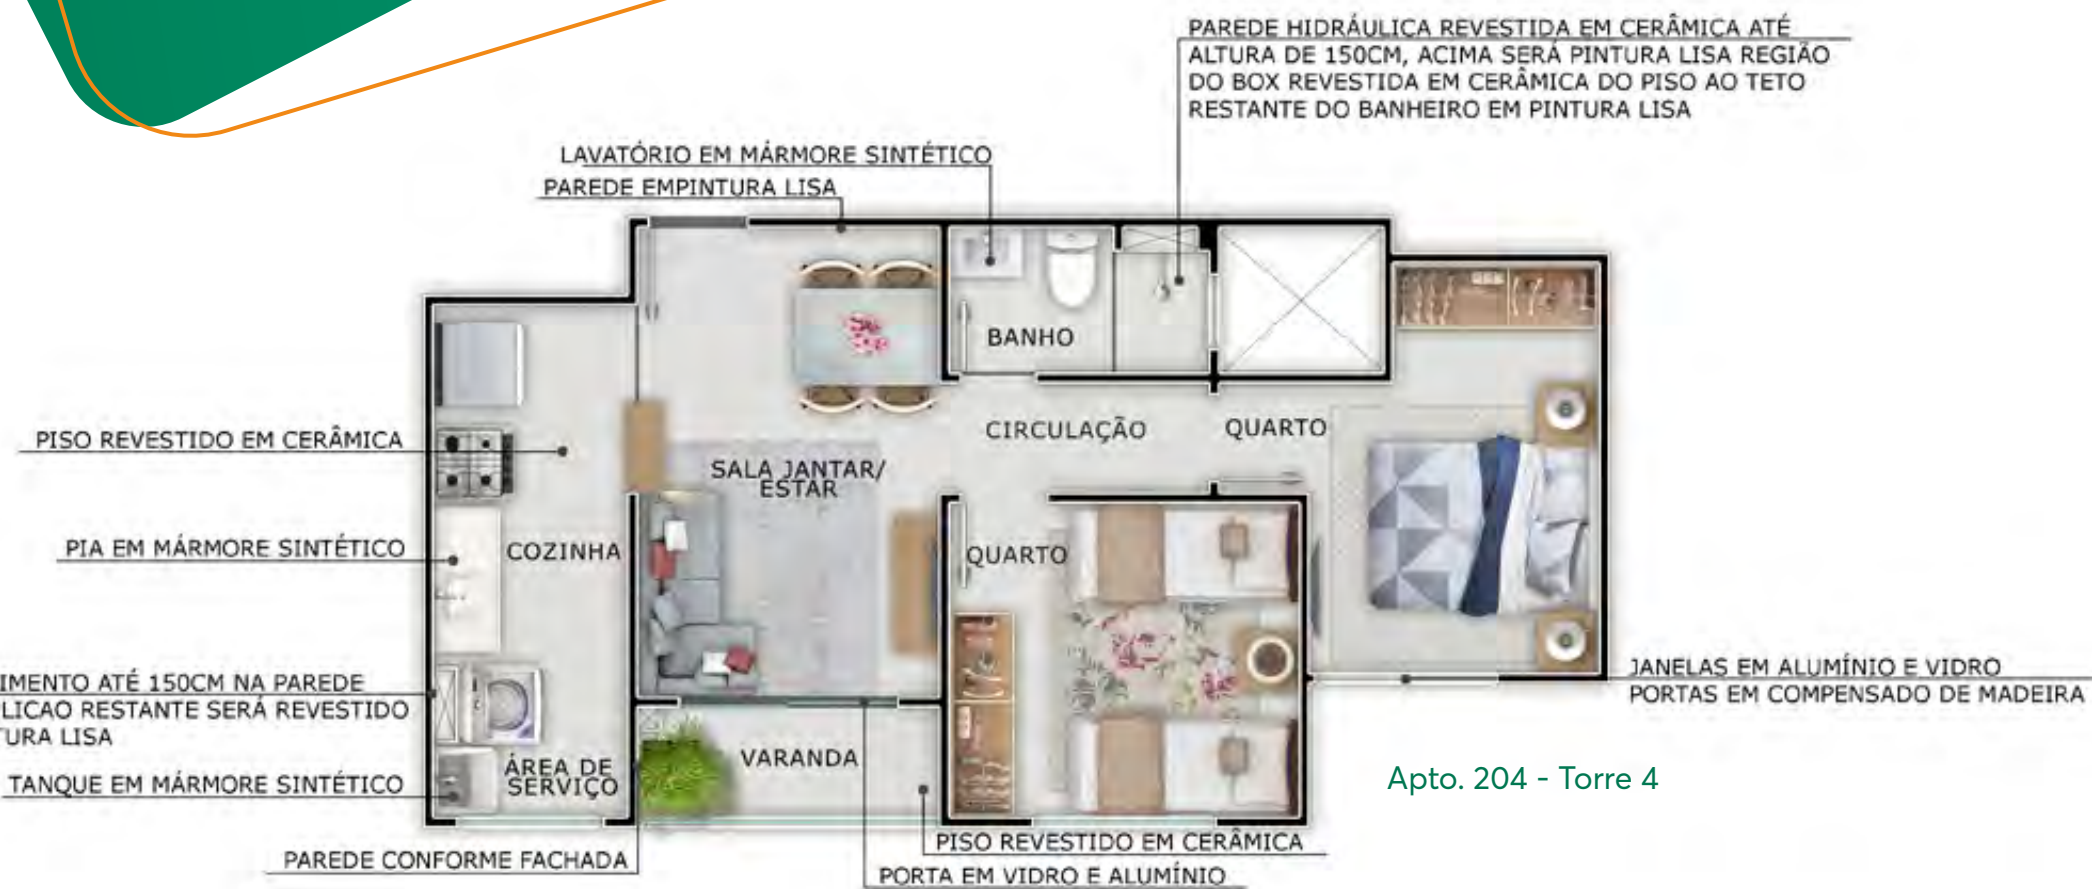 PAREDE HIDRÁULICA REVESTIDA EM CERÂMICA ATÉ
ALTURA DE 150CM, ACIMA SERÁ PINTURA LISA REGIÃO
DO BOX REVESTIDA EM CERÂMICA DO PISO AO TETO
RESTANTE DO BANHEIRO EM PINTURA LISA
LAVATÓRIO EM MÁRMORE SINTÉTICO
PAREDE EMPINTURA LISA
BANHO
PISO REVESTIDO EM CERÂMICA
CIRCULAÇÃO
QUARTO
SALA JANTAR/
ESTAR
PIA EM MÁRMORE SINTÉTICO
COZINHA
QUARTO
IMENTO ATÉ 150CM NA PAREDE
LICAO RESTANTE SERÁ REVESTIDO
TURA LISA
JANELAS EM ALUMÍNIO E VIDRO
PORTAS EM COMPENSADO DE MADEIRA
TANQUE EM MÁRMORE SINTÉTICO
ÁREA DE
SERVIÇO
VARANDA
Apto. 204 - Torre 4
PAREDE CONFORME FACHADA
PISO REVESTIDO EM CERÂMICA
PORTA EM VIDRO E ALUMÍNIO